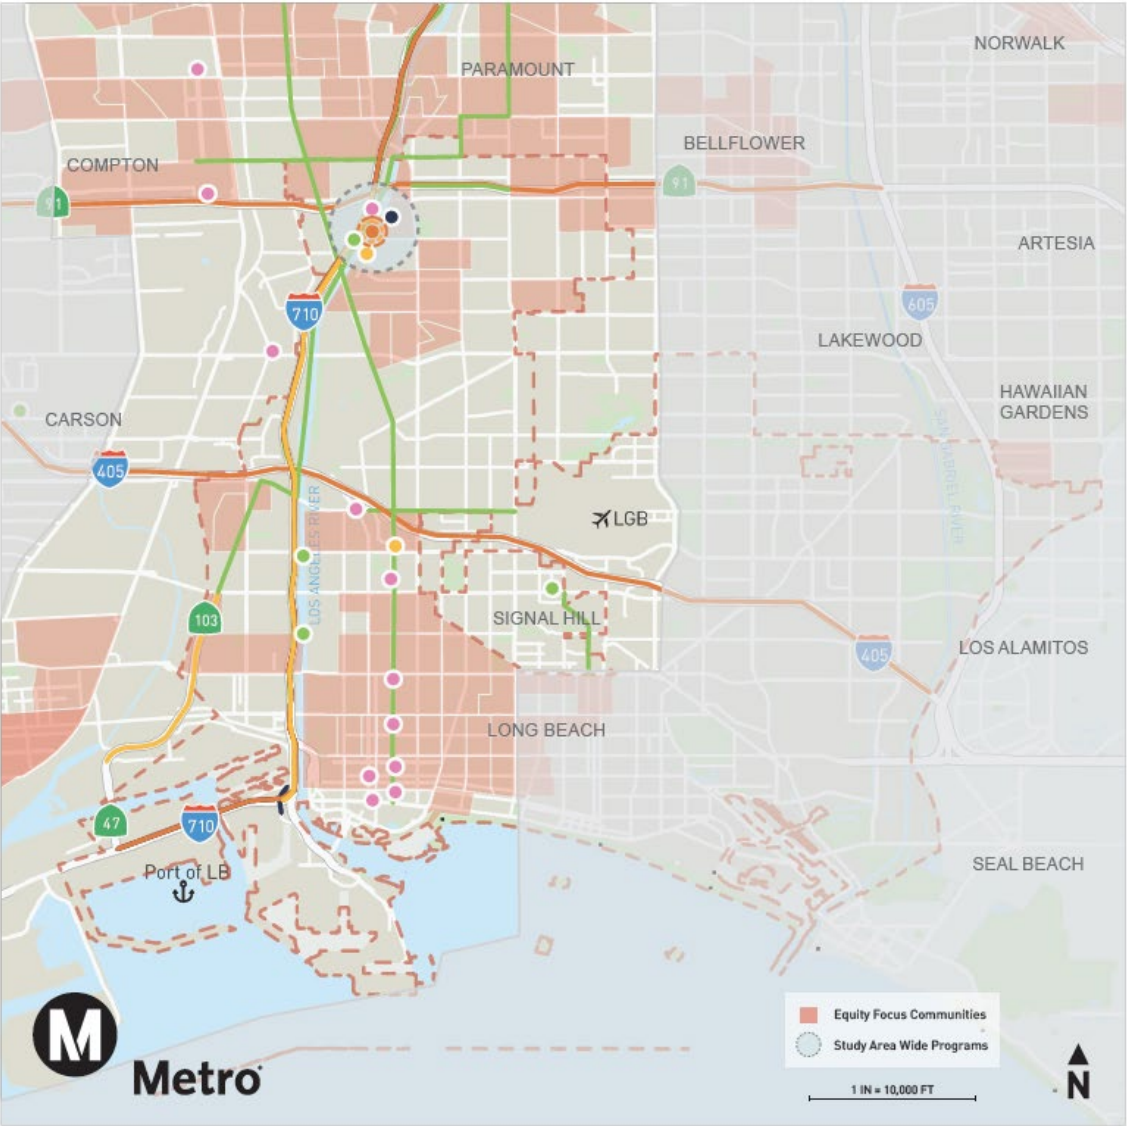 NORWALK
PARAMOUNT
BELLFLOWER
COMPTON
91
91
ARTESIA
605
710
LAKEWOOD
HAWAIIAN
GARDENS
CARSON
405
SAN GABRIEL RIVER
LOS ANGELES RIVER
LGB
103
SIGNAL HILL
405
LOS ALAMITOS
LONG BEACH
47
710
Port of LB
SEAL BEACH
M
Metro
Equity Focus Communities
Study Area Wide Programs
1 IN = 10,000 FT
N